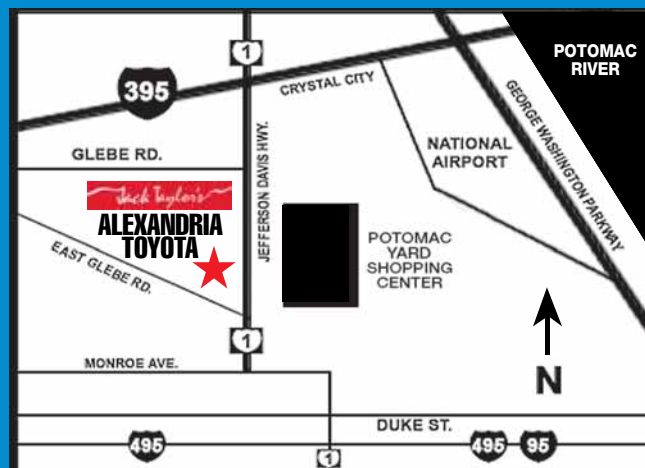 1
POTOMAC
RIVER
395
CRYSTAL CITY
GEORGE WASHINGTON PARKWAY
GLEBE RD.
NATIONAL
AIRPORT
JEFFERSON DAVIS HWY.
Jack Taylor's
ALEXANDRIA
TOYOTA
EAST GLEBE RD.
POTOMAC
YARD
SHOPPING
CENTER
1
MONROE AVE.
N
DUKE ST.
495
1
495
95